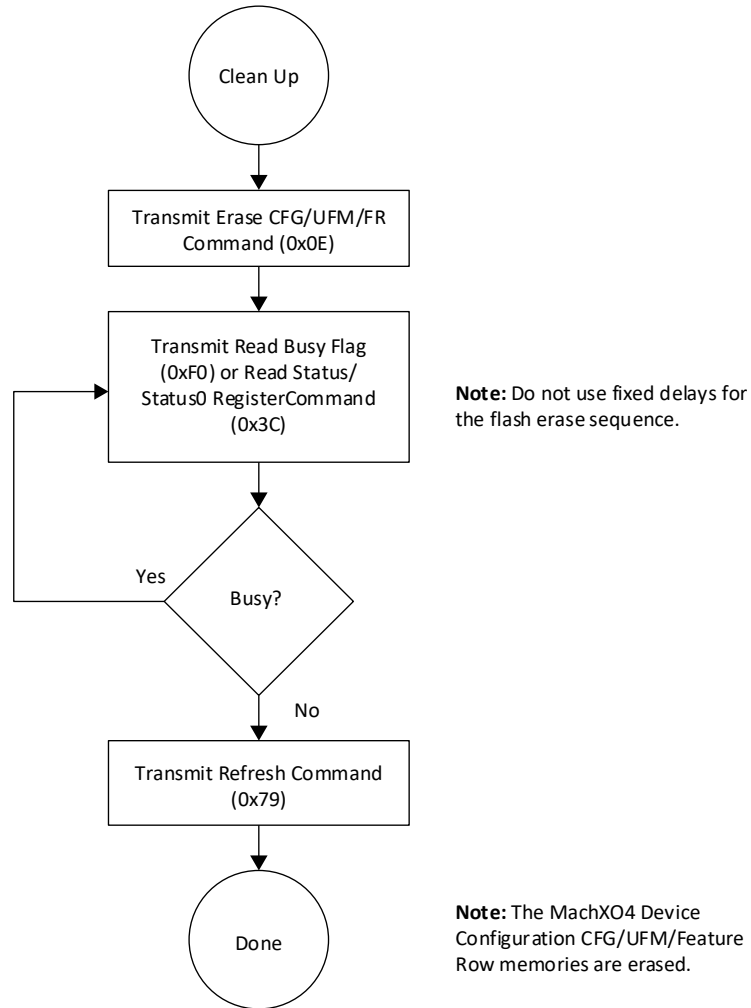 Clean Up
Transmit Erase CFG/UFM/FR
Command (0x0E)
Transmit Read Busy Flag
(0xF0) or Read Status/
Status0 RegisterCommand
(0x3C)
Note: Do not use fixed delays for
the flash erase sequence.
Yes
Busy?
No
Transmit Refresh Command
(0x79)
Done
Note: The MachXO4 Device
Configuration CFG/UFM/Feature
Row memories are erased.